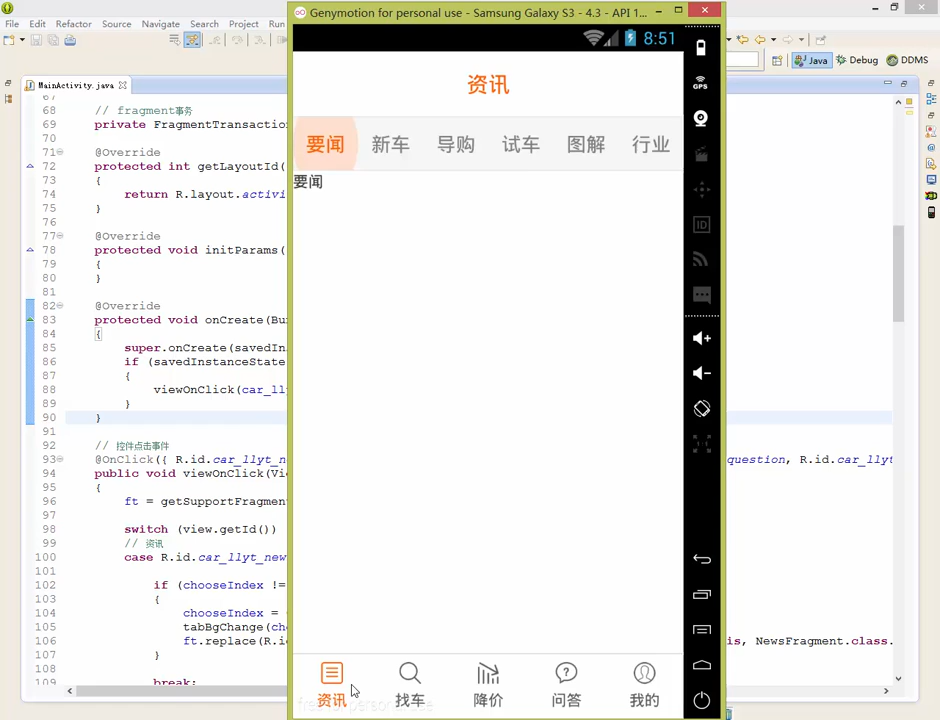 Genymotion for personal use - Samsung Galaxy S3 - 4.3 - API 1...
File Edit Refactor Source Navigate Search Project Run
Java Debug DDMS
MainActivity.java
8:51
资讯
要闻 新车 导购 试车 图解 行业
要闻
GPS
ID
68 // fragment事务
69 private FragmentTransaction
70
71 @Override
72 protected int getLayoutId(
73 {
74 return R.layout.activi
75 }
76
77 @Override
78 protected void initParams(
79 {
80 }
81
82 @Override
83 protected void onCreate(Bu
84 {
85 super.onCreate(savedIn
86 if (savedInstanceState
87 {
88 viewOnClick(car_ll
89 }
90 }
91
92 // 控件点击事件
93 @OnClick({ R.id.car_llyt_n question, R.id.car_llyt
94 public void viewOnClick(Vi
95 {
96 ft = getSupportFragmen
97
98 switch (view.getId())
99 // 资讯
100 case R.id.car_llyt_new
101
102 if (chooseIndex !=
103 {
104 chooseIndex =
105 tabBgChange(ch
106 ft.replace(R.i is, NewsFragment.class.
107 }
108
109 break;
资讯 找车 降价 问答 我的